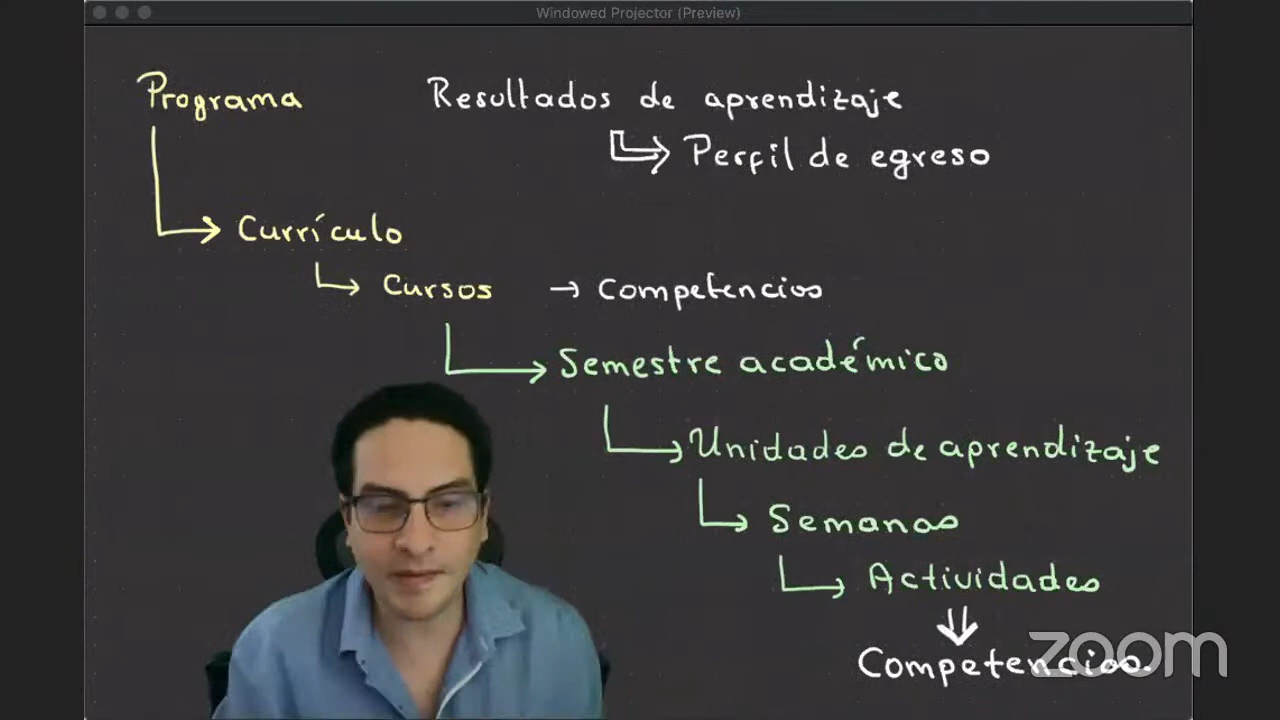 Windowed Projector (Preview)
Programa Resultados de aprendizaje
Perfil de egreso
Currículo
Cursos → Competencias
Semestre académico
Unidades de aprendizaje
Semanas
Actividades
Competencias
zoom